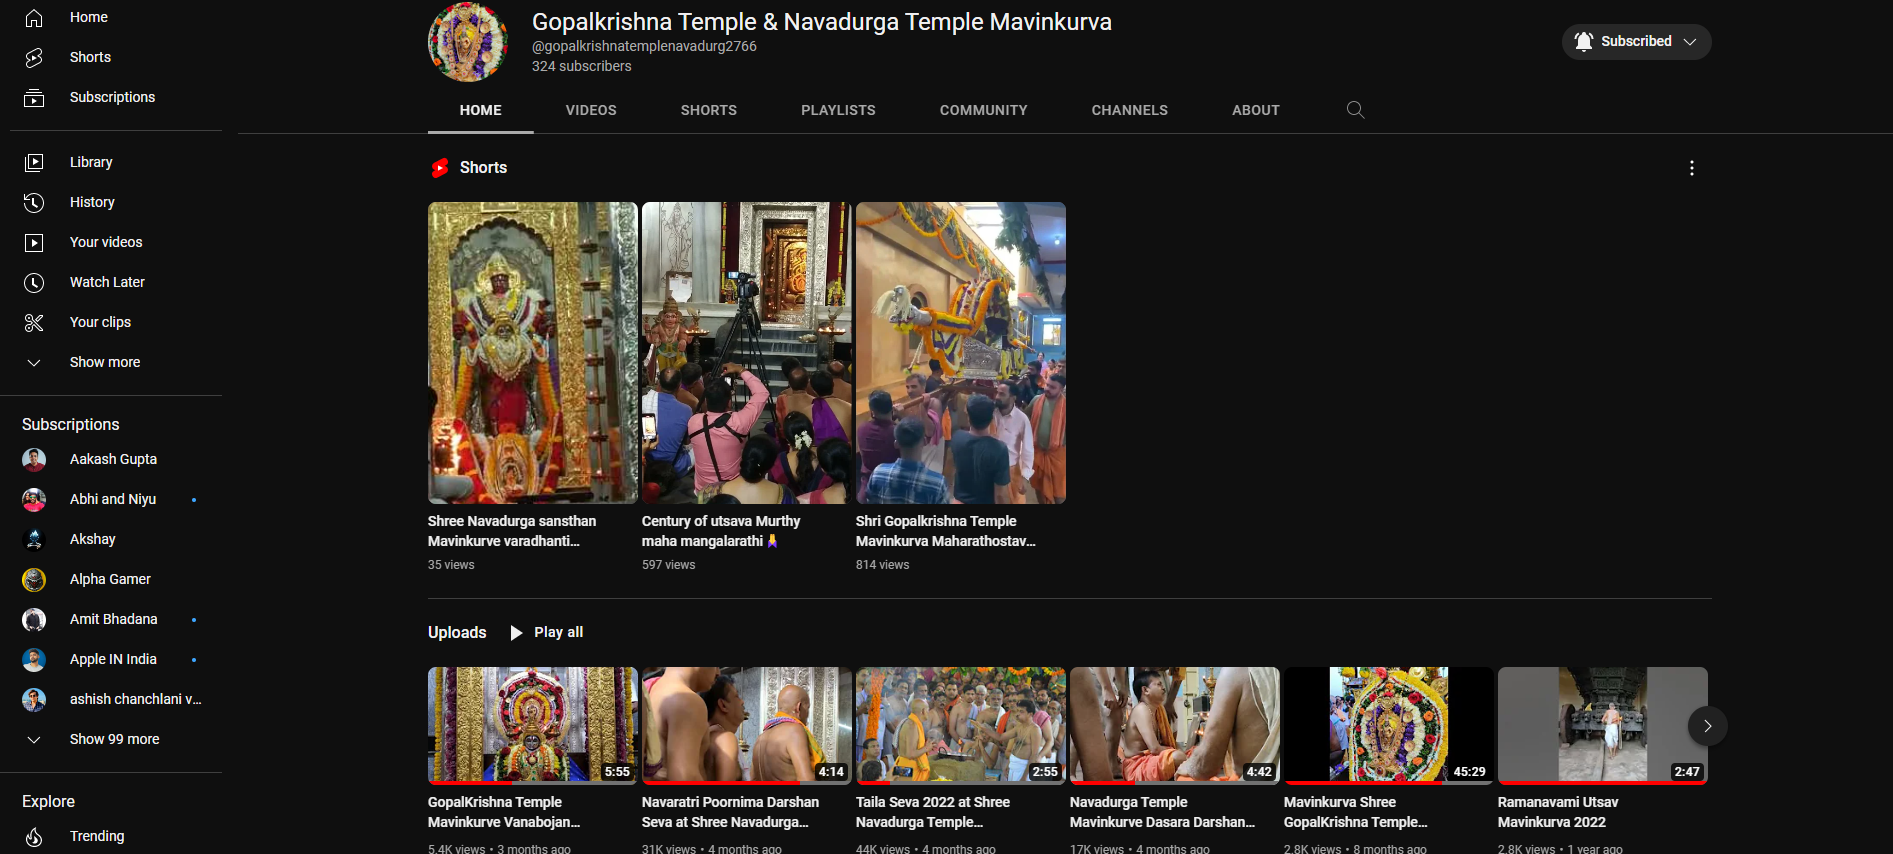 Home
Shorts
Subscriptions
Library
History
Your videos
Watch Later
Your clips
Show more
Subscriptions
Aakash Gupta
Abhi and Niyu
Akshay
Alpha Gamer
Amit Bhadana
Apple IN India
ashish chanchlani v...
Show 99 more
Explore
Trending
Gopalkrishna Temple & Navadurga Temple Mavinkurva
@gopalkrishnatemplenavadurg2766
324 subscribers
Subscribed
HOME VIDEOS SHORTS PLAYLISTS COMMUNITY CHANNELS ABOUT
Shorts
Shree Navadurga sansthan
Mavinkurve varadhanti...
35 views
Century of utsava Murthy
maha mangalarathi
597 views
Shri Gopalkrishna Temple
Mavinkurva Maharathostav...
814 views
Uploads Play all
5:55
GopalKrishna Temple
Mavinkurve Vanabojan...
5.4K views • 3 months ago
4:14
Navaratri Poornima Darshan
Seva at Shree Navadurga...
31K views • 4 months ago
2:55
Taila Seva 2022 at Shree
Navadurga Temple...
44K views • 4 months ago
4:42
Navadurga Temple
Mavinkurve Dasara Darshan...
17K views • 4 months ago
45:29
Mavinkurva Shree
GopalKrishna Temple...
2.8K views • 8 months ago
2:47
Ramanavami Utsav
Mavinkurva 2022
2.8K views • 1 year ago